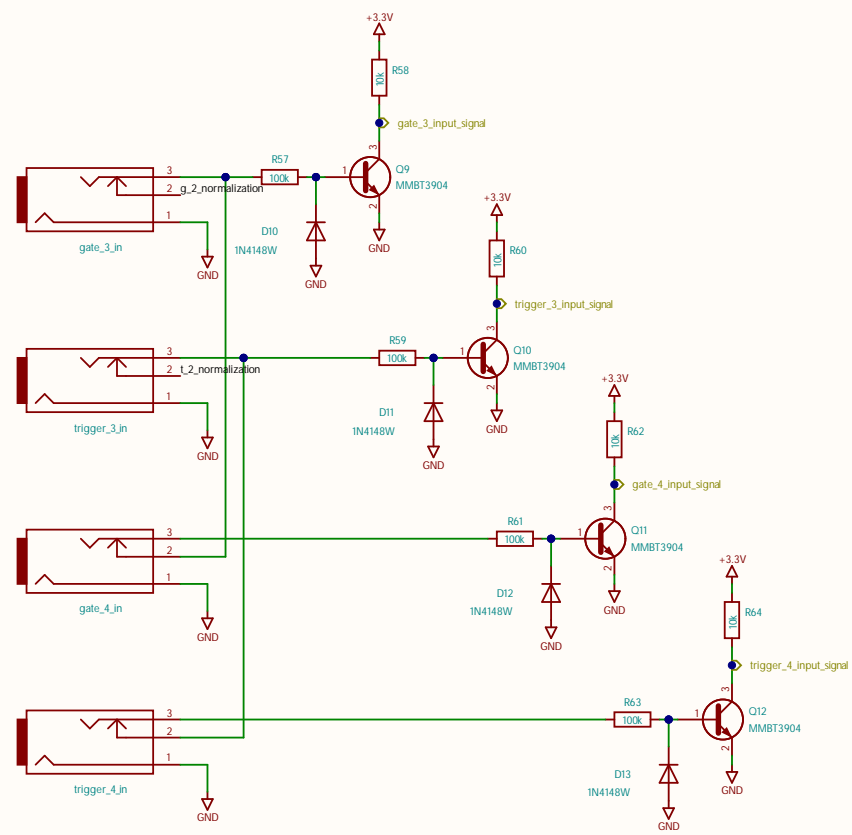 +3.3V
10k
R58
gate_3_input_signal
3
R57
100k
1
Q9
MMBT3904
2
GND
3
2
g_2_normalization
1
gate_3_in
GND
D10
1N4148W
GND
+3.3V
10k
R60
trigger_3_input_signal
3
R59
100k
1
Q10
MMBT3904
2
GND
3
2
t_2_normalization
1
trigger_3_in
GND
D11
1N4148W
GND
+3.3V
10k
R62
gate_4_input_signal
3
R61
100k
1
Q11
MMBT3904
2
GND
3
2
1
gate_4_in
GND
D12
1N4148W
GND
+3.3V
10k
R64
trigger_4_input_signal
3
R63
100k
1
Q12
MMBT3904
2
GND
3
2
1
trigger_4_in
GND
D13
1N4148W
GND